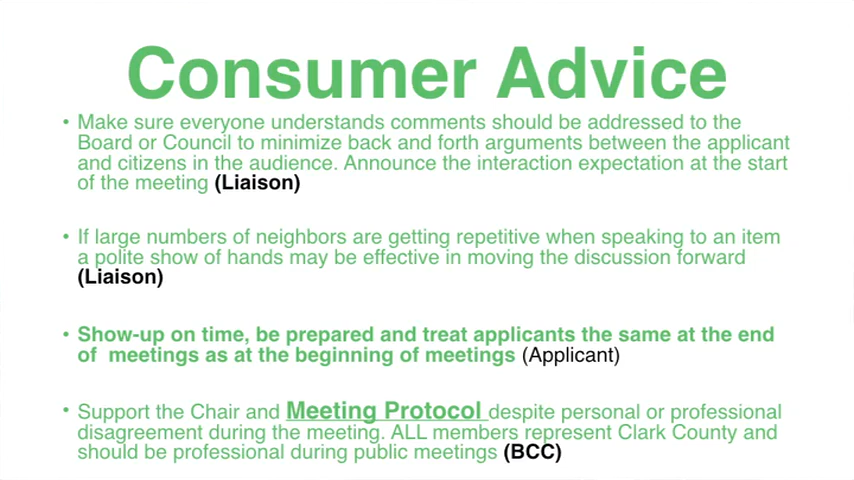 Consumer Advice
• Make sure everyone understands comments should be addressed to the
Board or Council to minimize back and forth arguments between the applicant
and citizens in the audience. Announce the interaction expectation at the start
of the meeting (Liaison)
• If large numbers of neighbors are getting repetitive when speaking to an item
a polite show of hands may be effective in moving the discussion forward
(Liaison)
• Show-up on time, be prepared and treat applicants the same at the end
of  meetings as at the beginning of meetings (Applicant)
• Support the Chair and Meeting Protocol despite personal or professional
disagreement during the meeting. ALL members represent Clark County and
should be professional during public meetings (BCC)